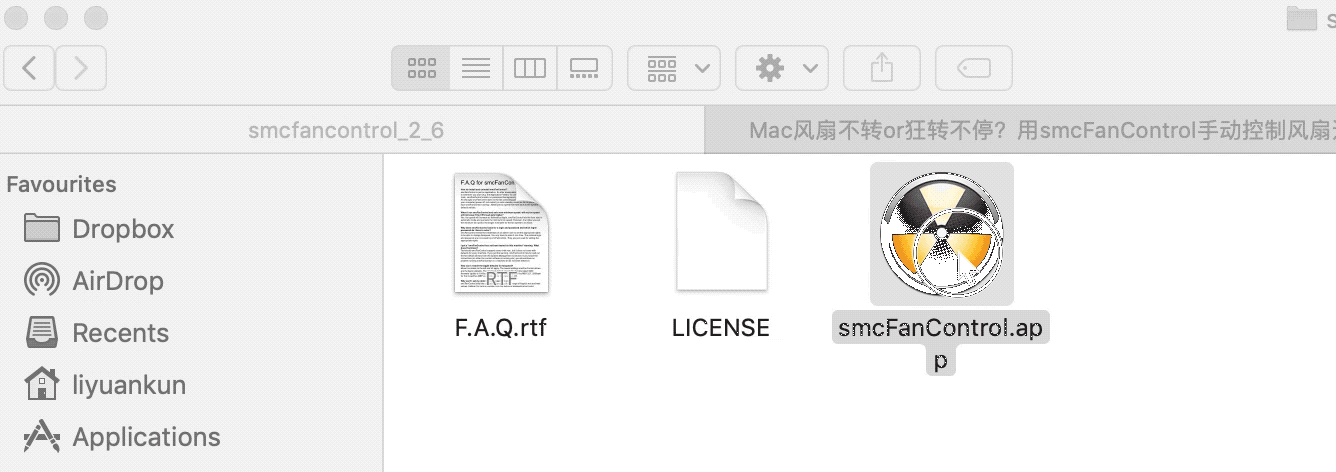 s
smcfancontrol_2_6
Mac风扇不转or狂转不停？用smcFanControl手动控制风扇
Favourites
Dropbox
AirDrop
Recents
liyuankun
Applications
F.A.Q for smcFanCon
RTF
F.A.Q.rtf
LICENSE
smcFanControl.ap
p